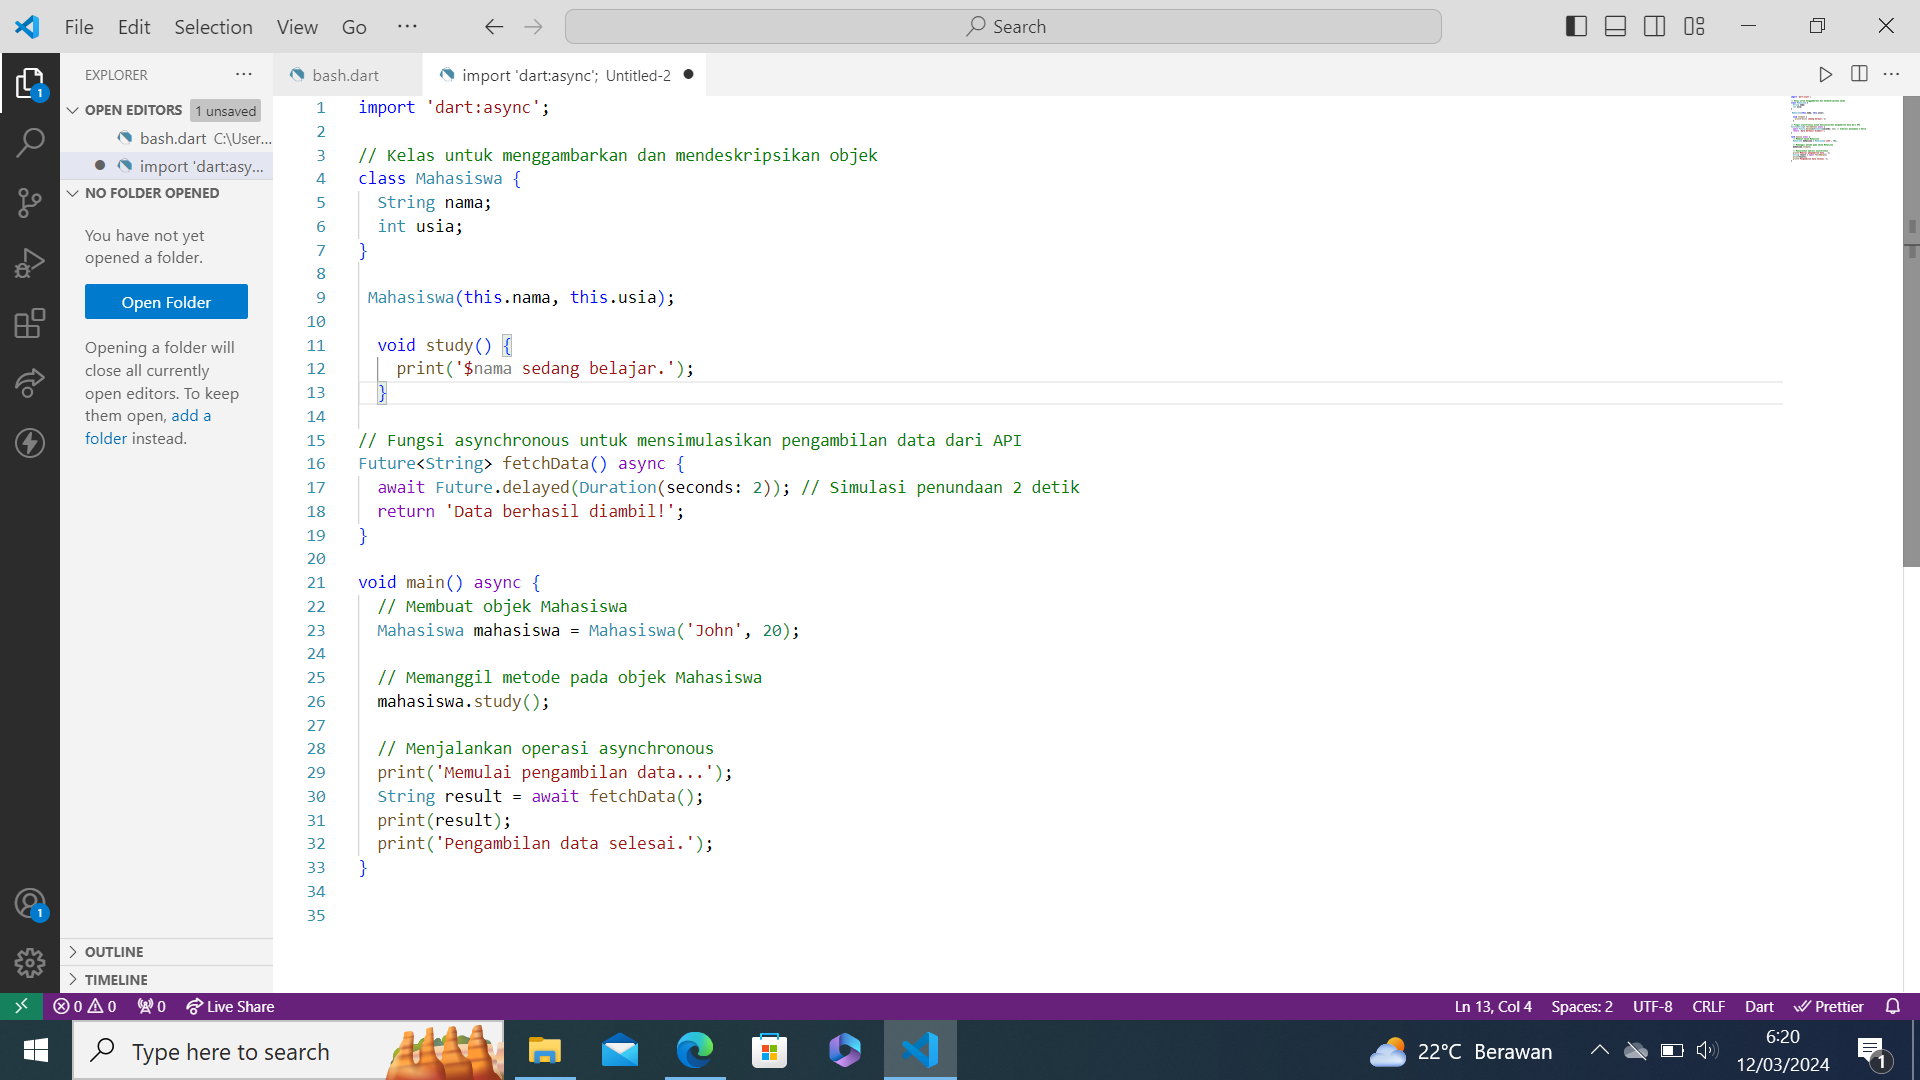 File Edit Selection View Go ··· Search
EXPLORER ···
OPEN EDITORS 1 unsaved
bash.dart C:\User...
import 'dart:asy...
NO FOLDER OPENED
You have not yet
opened a folder.
Open Folder
Opening a folder will
close all currently
open editors. To keep
them open, add a
folder instead.
OUTLINE
TIMELINE
1
1
bash.dart
import 'dart:async'; Untitled-2
1 import 'dart:async';
2
3 // Kelas untuk menggambarkan dan mendeskripsikan objek
4 class Mahasiswa {
5 String nama;
6 int usia;
7 }
8
9 Mahasiswa(this.nama, this.usia);
10
11 void study() {
12 print('$nama sedang belajar.');
13 }
14
15 // Fungsi asynchronous untuk mensimulasikan pengambilan data dari API
16 Future<String> fetchData() async {
17 await Future.delayed(Duration(seconds: 2)); // Simulasi penundaan 2 detik
18 return 'Data berhasil diambil!';
19 }
20
21 void main() async {
22 // Membuat objek Mahasiswa
23 Mahasiswa mahasiswa = Mahasiswa('John', 20);
24
25 // Memanggil metode pada objek Mahasiswa
26 mahasiswa.study();
27
28 // Menjalankan operasi asynchronous
29 print('Memulai pengambilan data...');
30 String result = await fetchData();
31 print(result);
32 print('Pengambilan data selesai.');
33 }
34
35
0 0 0 Live Share Ln 13, Col 4 Spaces: 2 UTF-8 CRLF Dart Prettier
Type here to search 22°C Berawan 6:20
12/03/2024
1